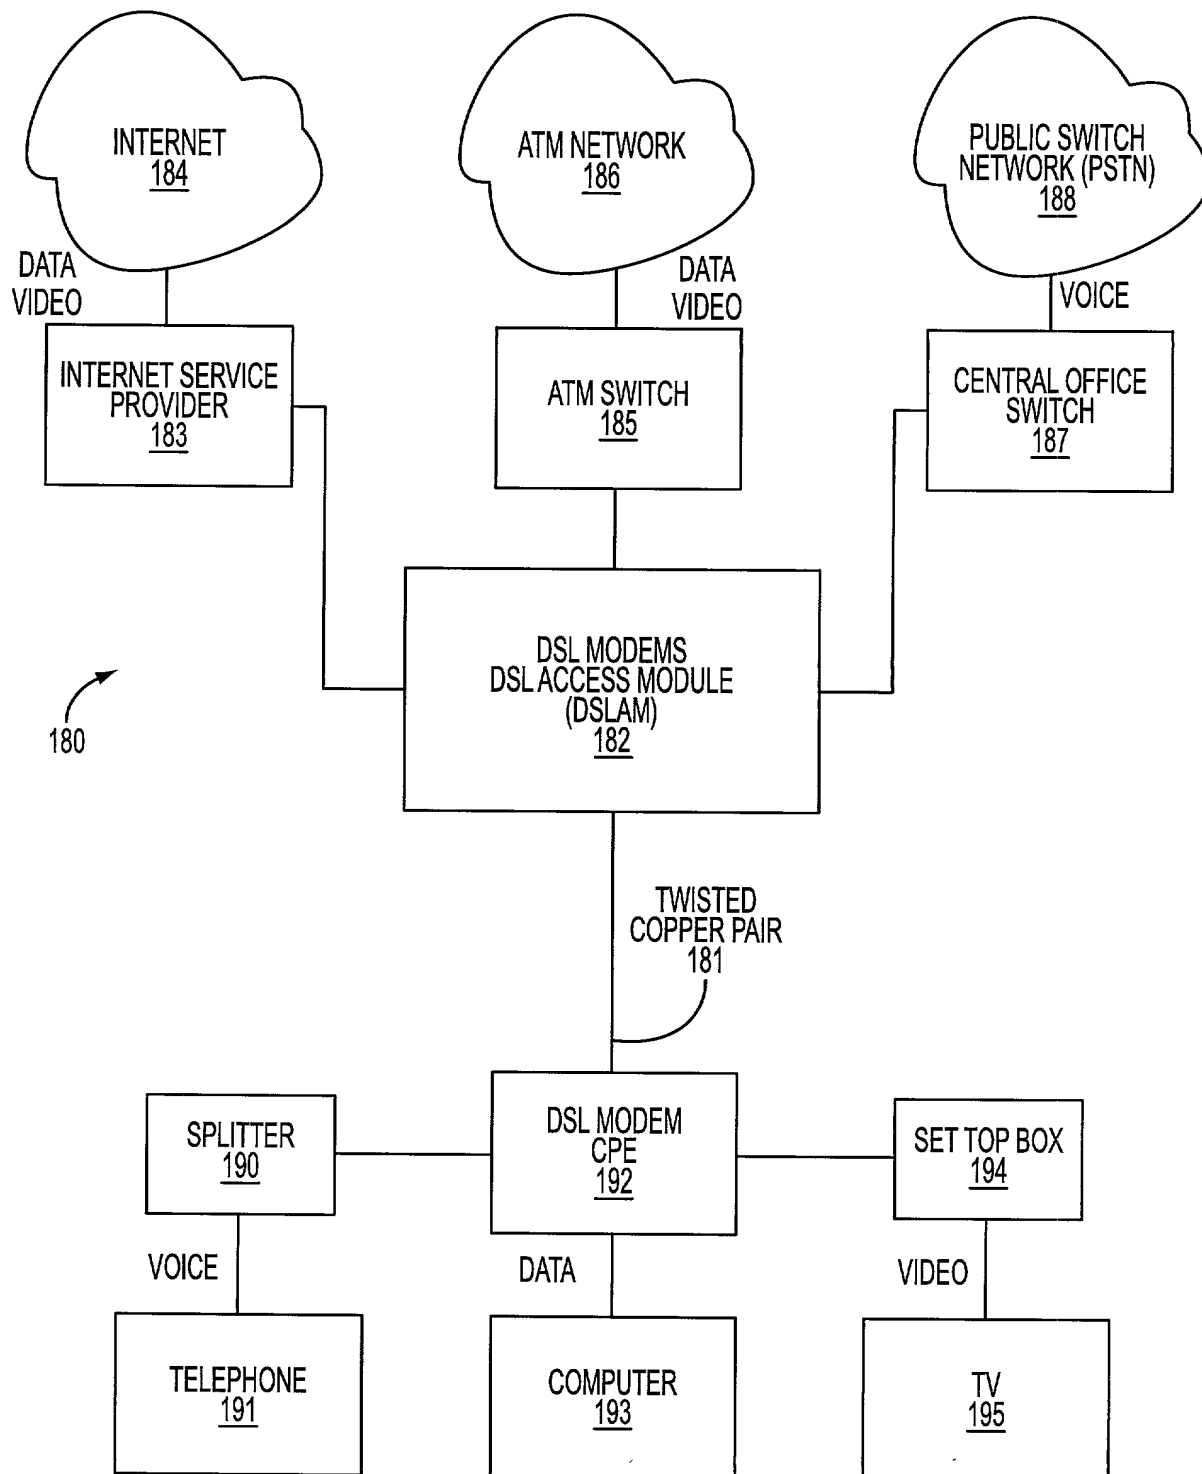 INTERNET
184
ATM NETWORK
186
PUBLIC SWITCH
NETWORK (PSTN)
188
DATA
VIDEO
DATA
VIDEO
VOICE
INTERNET SERVICE
PROVIDER
183
ATM SWITCH
185
CENTRAL OFFICE
SWITCH
187
DSL MODEMS
DSL ACCESS MODULE
(DSLAM)
182
180
TWISTED
COPPER PAIR
181
SPLITTER
190
DSL MODEM
CPE
192
SET TOP BOX
194
VOICE
DATA
VIDEO
TELEPHONE
191
COMPUTER
193
TV
195